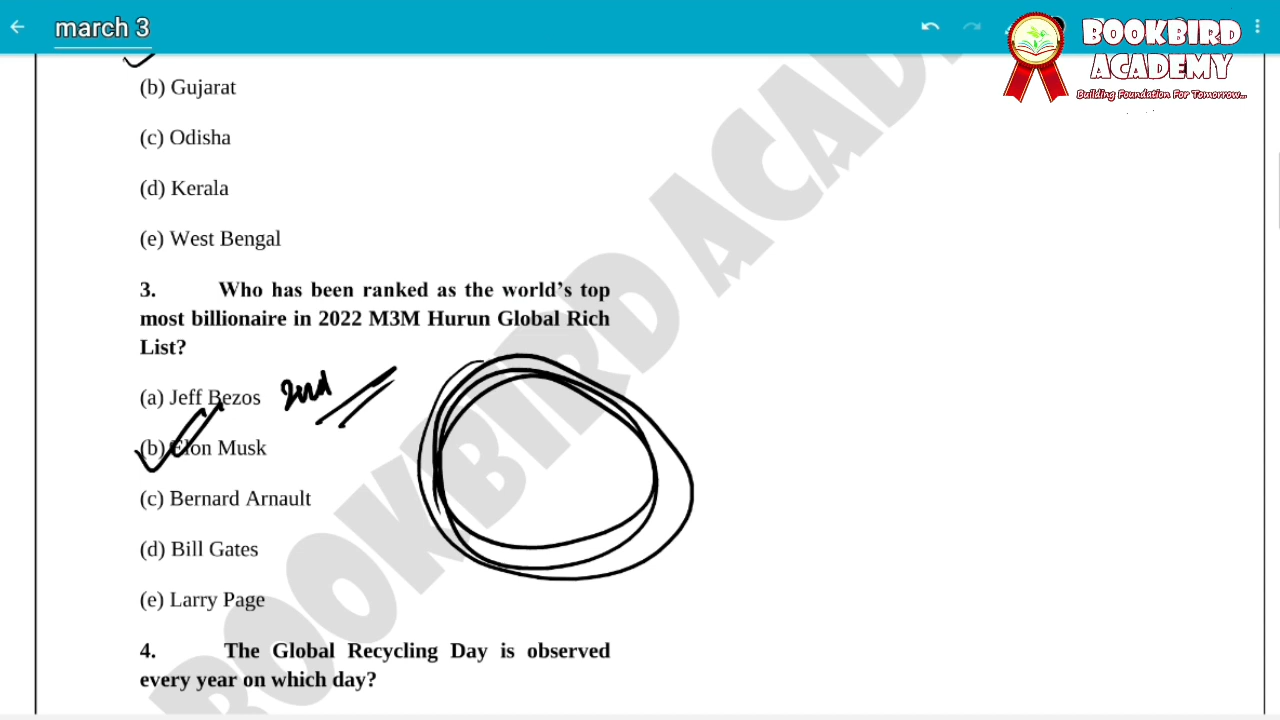 march 3
BOOKBIRD
ACADEMY
Building Foundation For Tomorrow...
(b) Gujarat
(c) Odisha
(d) Kerala
(e) West Bengal
3. Who has been ranked as the world's top
most billionaire in 2022 M3M Hurun Global Rich
List?
(a) Jeff Bezos 2nd
(b) Elon Musk
(c) Bernard Arnault
(d) Bill Gates
(e) Larry Page
4. The Global Recycling Day is observed
every year on which day?
BOOKBIRD ACADE